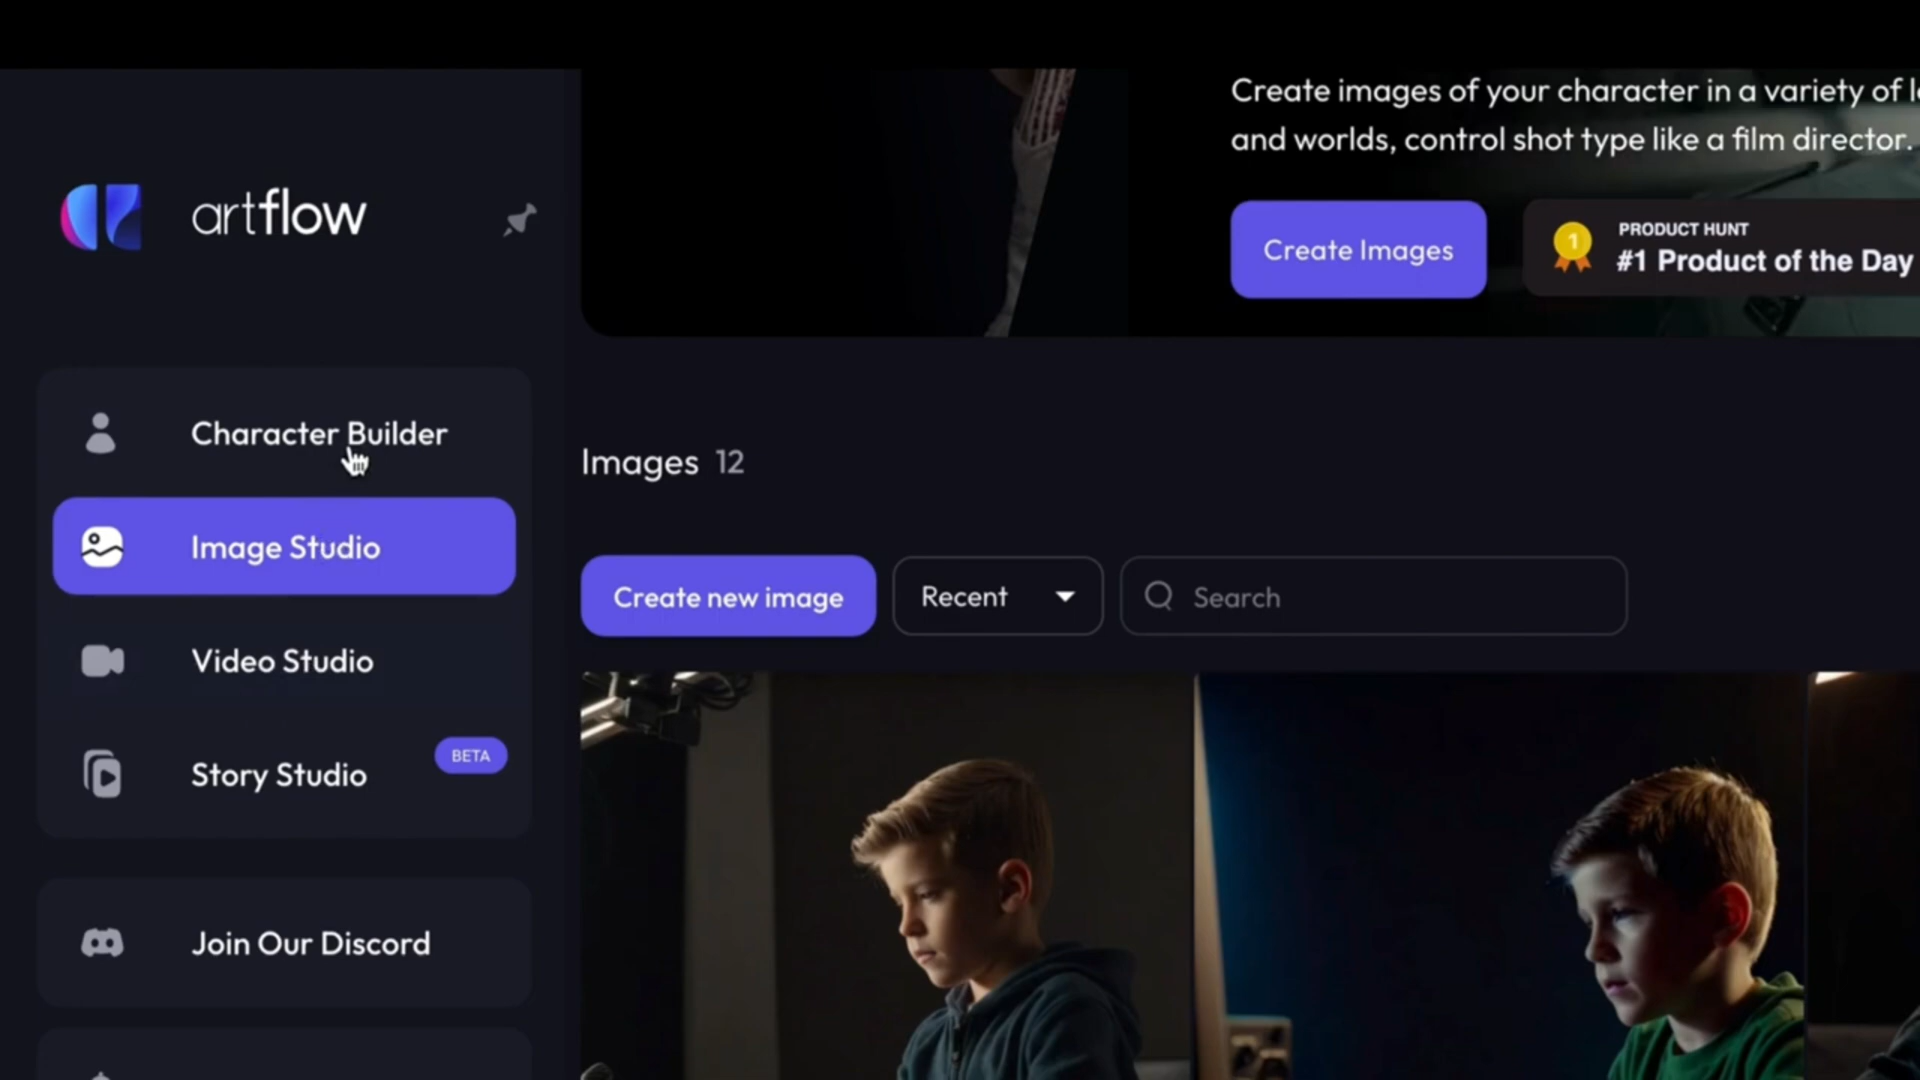 Create images of your character in a variety of
and worlds, control shot type like a film director.
artflow
Create Images
1
PRODUCT HUNT
#1 Product of the Day
Character Builder
Images 12
Image Studio
Create new image
Recent
Search
Video Studio
Story Studio
BETA
Join Our Discord